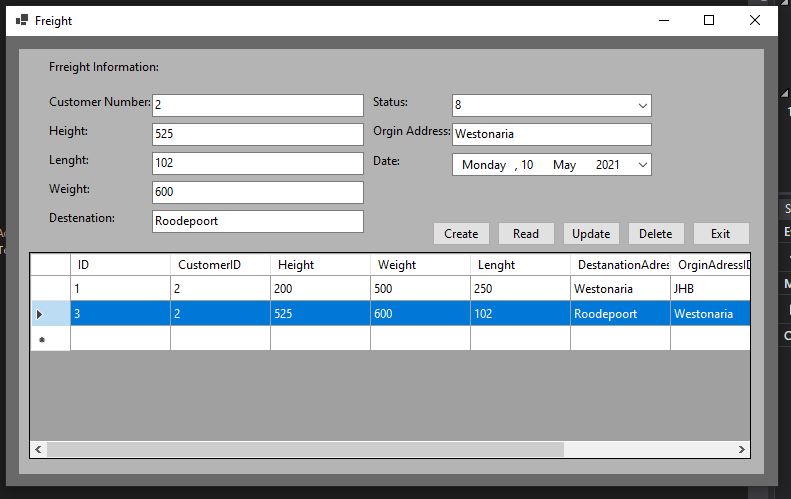 Freight
Frreight Information:
Customer Number: 2 Status: 8
Height: 525 Orgin Address: Westonaria
Lenght: 102 Date: Monday , 10 May 2021
Weight: 600
Destenation: Roodepoort
Create Read Update Delete Exit
ID CustomerID Height Weight Lenght DestanationAdres OrginAdressID
1 2 200 500 250 Westonaria JHB
3 2 525 600 102 Roodepoort Westonaria